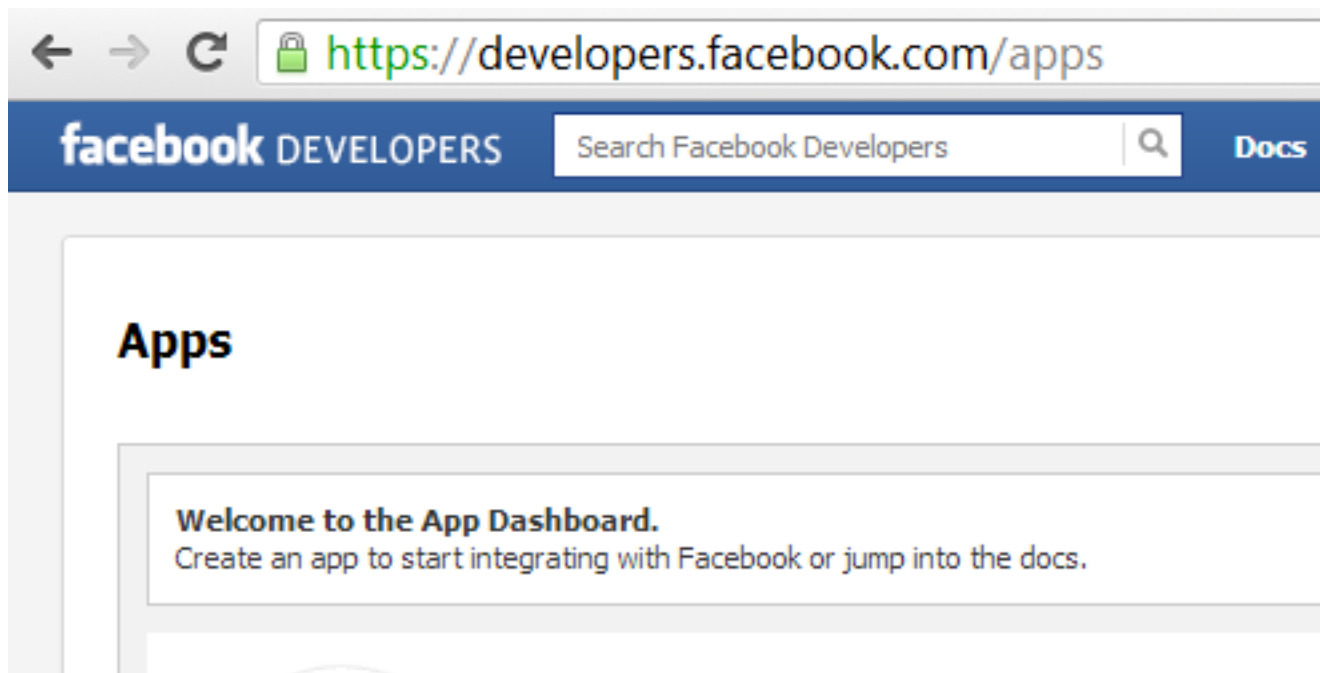 https://developers.facebook.com/apps
facebook DEVELOPERS Search Facebook Developers Docs
Apps
Welcome to the App Dashboard.
Create an app to start integrating with Facebook or jump into the docs.